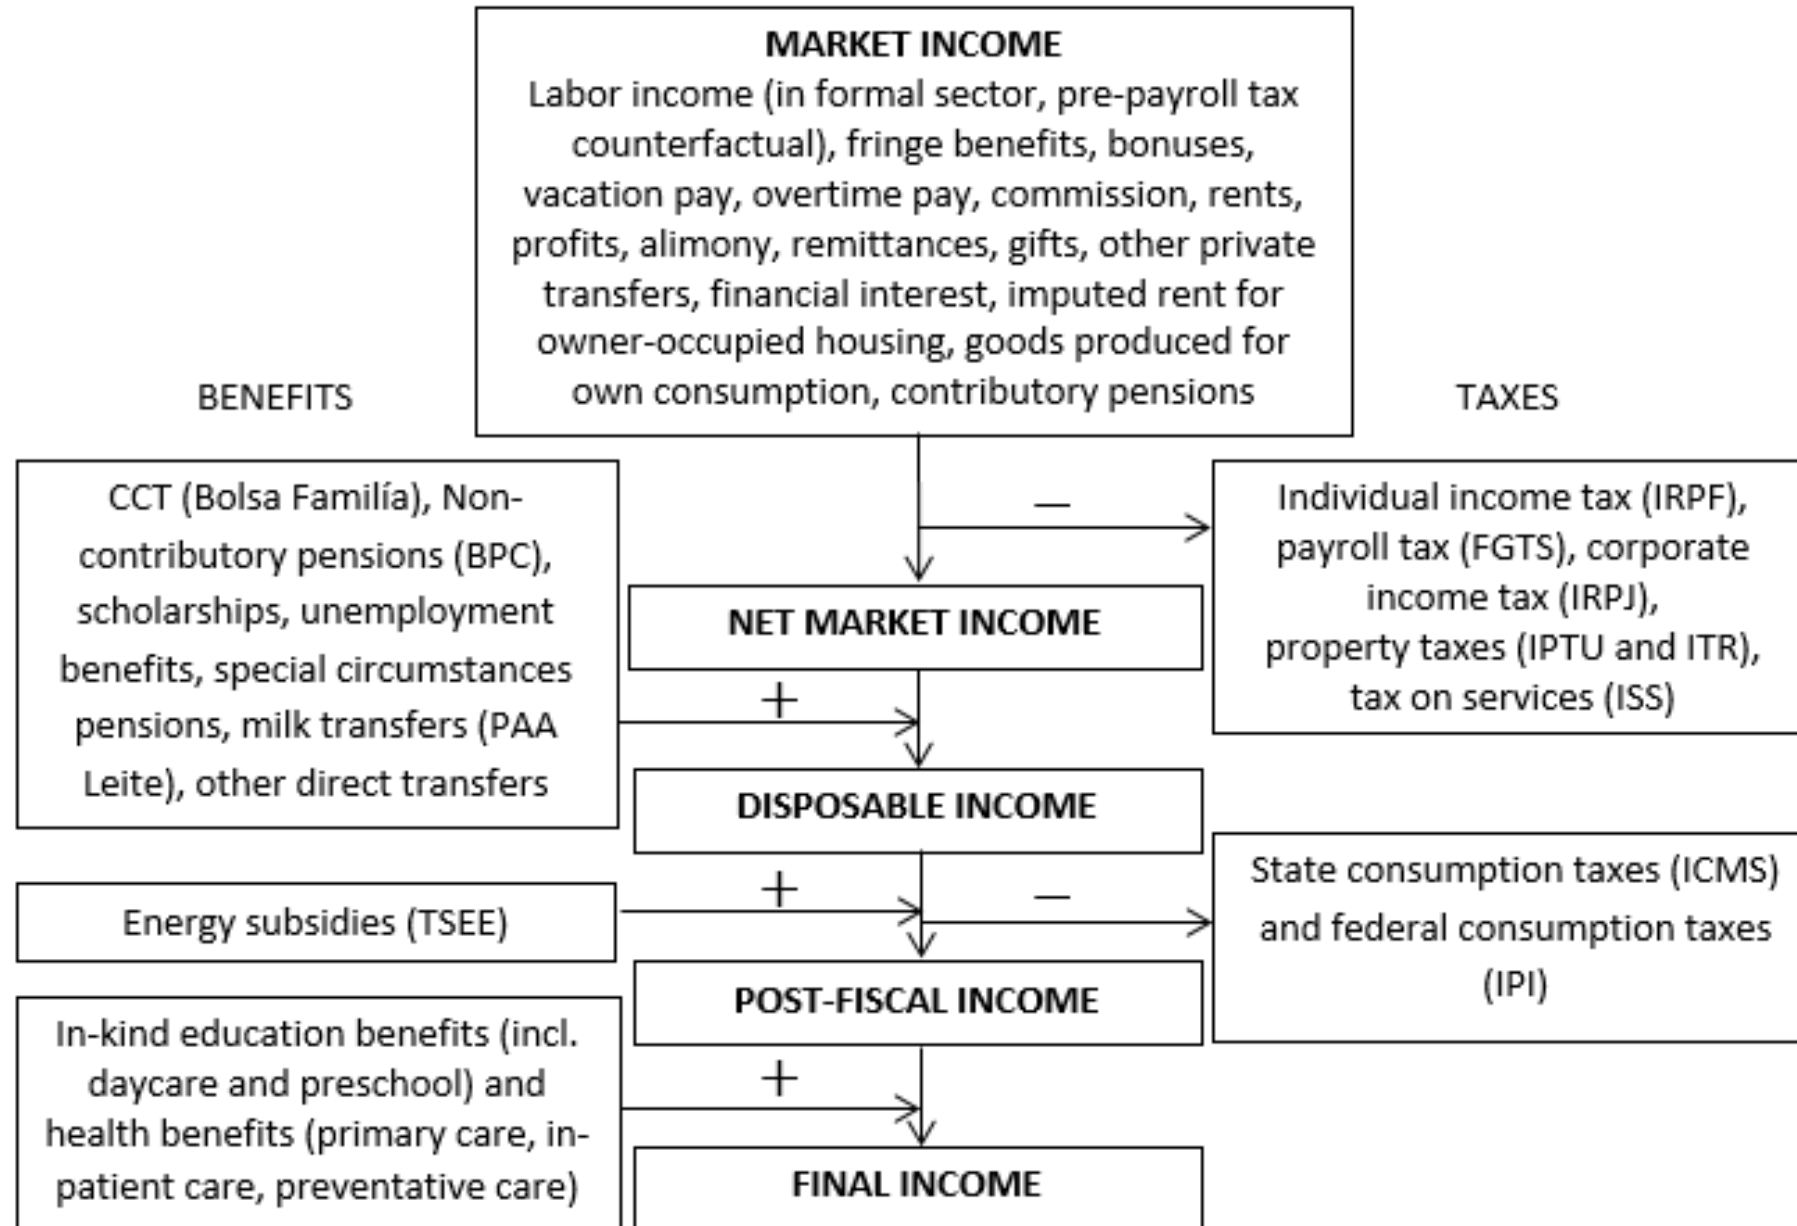 MARKET INCOME
Labor income (in formal sector, pre-payroll tax
counterfactual), fringe benefits, bonuses,
vacation pay, overtime pay, commission, rents,
profits, alimony, remittances, gifts, other private
transfers, financial interest, imputed rent for
owner-occupied housing, goods produced for
own consumption, contributory pensions
BENEFITS
TAXES
CCT (Bolsa Familía), Non-
contributory pensions (BPC),
scholarships, unemployment
benefits, special circumstances
pensions, milk transfers (PAA
Leite), other direct transfers
—
Individual income tax (IRPF),
payroll tax (FGTS), corporate
income tax (IRPJ),
property taxes (IPTU and ITR),
tax on services (ISS)
NET MARKET INCOME
+
DISPOSABLE INCOME
Energy subsidies (TSEE)
+
—
State consumption taxes (ICMS)
and federal consumption taxes
(IPI)
POST-FISCAL INCOME
In-kind education benefits (incl.
daycare and preschool) and
health benefits (primary care, in-
patient care, preventative care)
+
FINAL INCOME